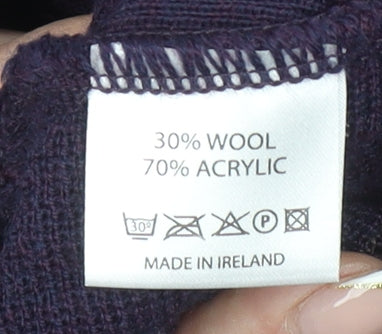 30% WOOL
70% ACRYLIC
30° P
MADE IN IRELAND